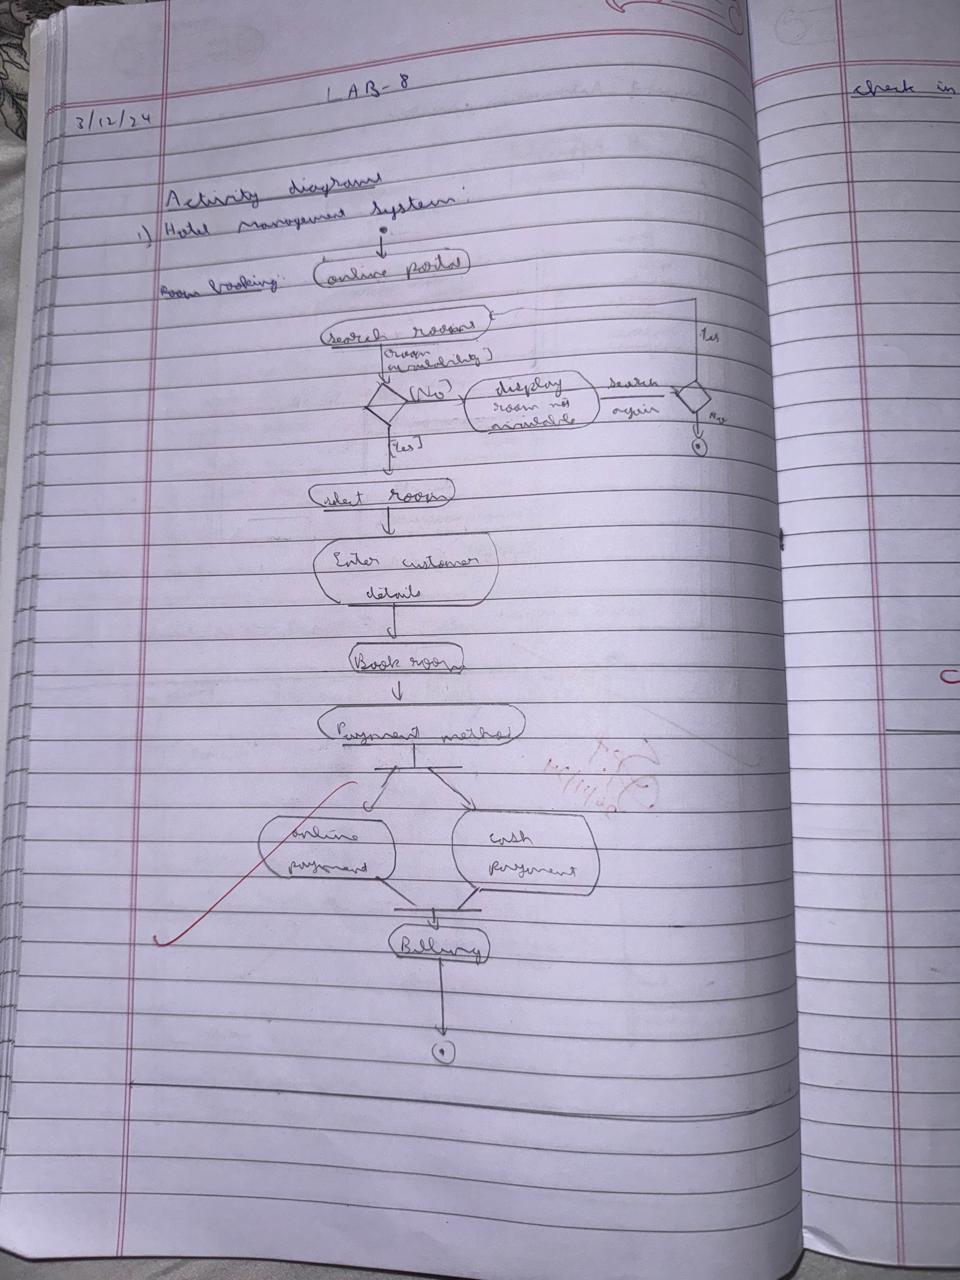 LAB-8
3/12/24
Activity diagrams
1) Hotel management system:
Room booking:
online portal
search rooms
[room
availability]
[No]
display
room not
available
search
again
Yes
No
[Yes]
select room
Enter customer
details
Book room
Payment method
online
payment
cash
payment
Billing
check in